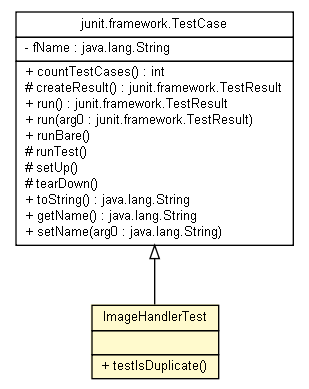 junit.framework.TestCase
- fName : java.lang.String
+ countTestCases() : int
# createResult() : junit.framework.TestResult
+ run() : junit.framework.TestResult
+ run(arg0 : junit.framework.TestResult)
+ runBare()
# runTest()
# setUp()
# tearDown()
+ toString() : java.lang.String
+ getName() : java.lang.String
+ setName(arg0 : java.lang.String)
ImageHandlerTest
+ testIsDuplicate()